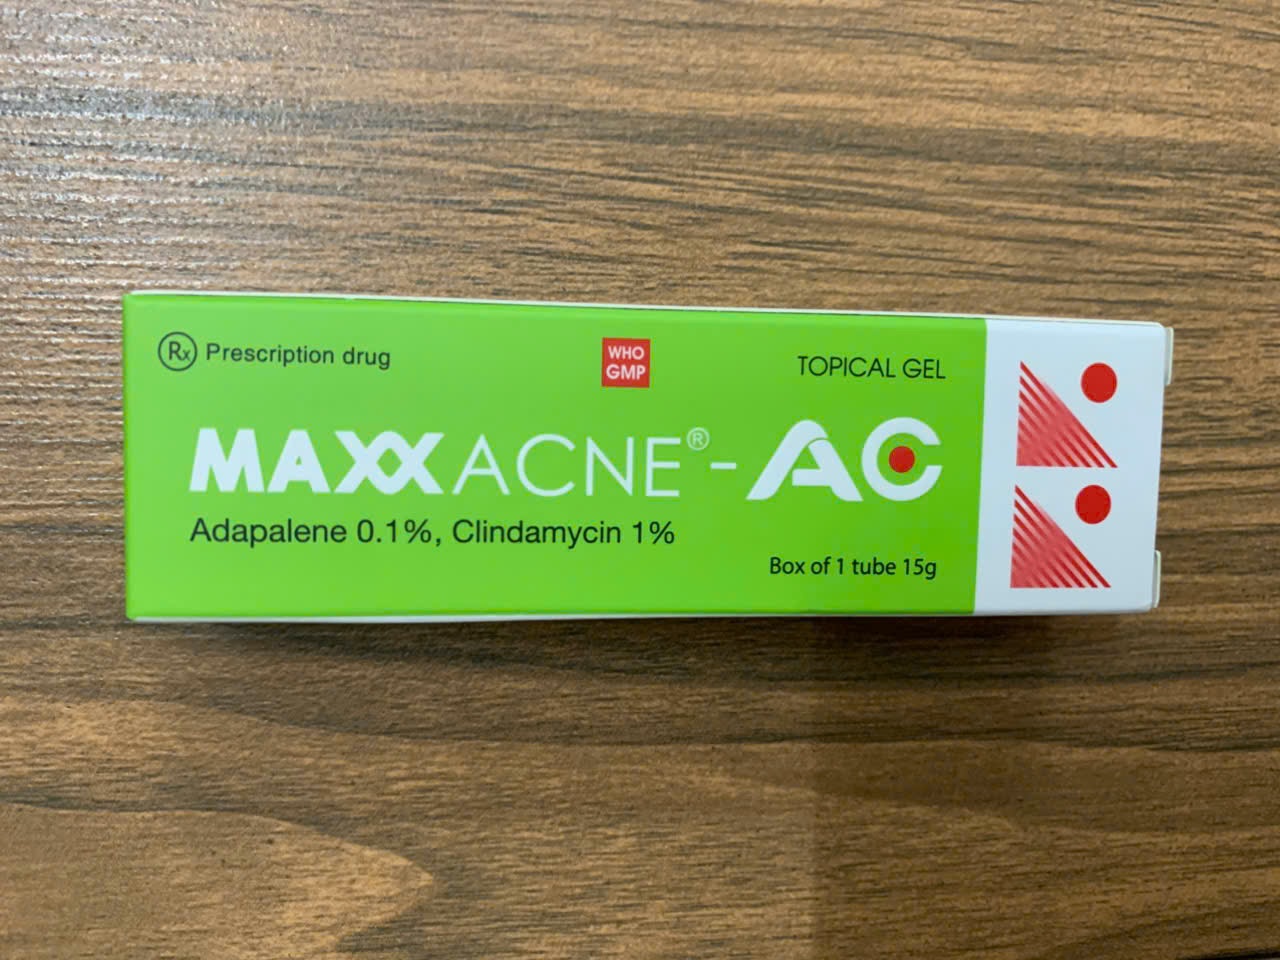 Rx Prescription drug
WHO
GMP
TOPICAL GEL
MAXXACNE®-AC
Adapalene 0.1%, Clindamycin 1%
Box of 1 tube 15g